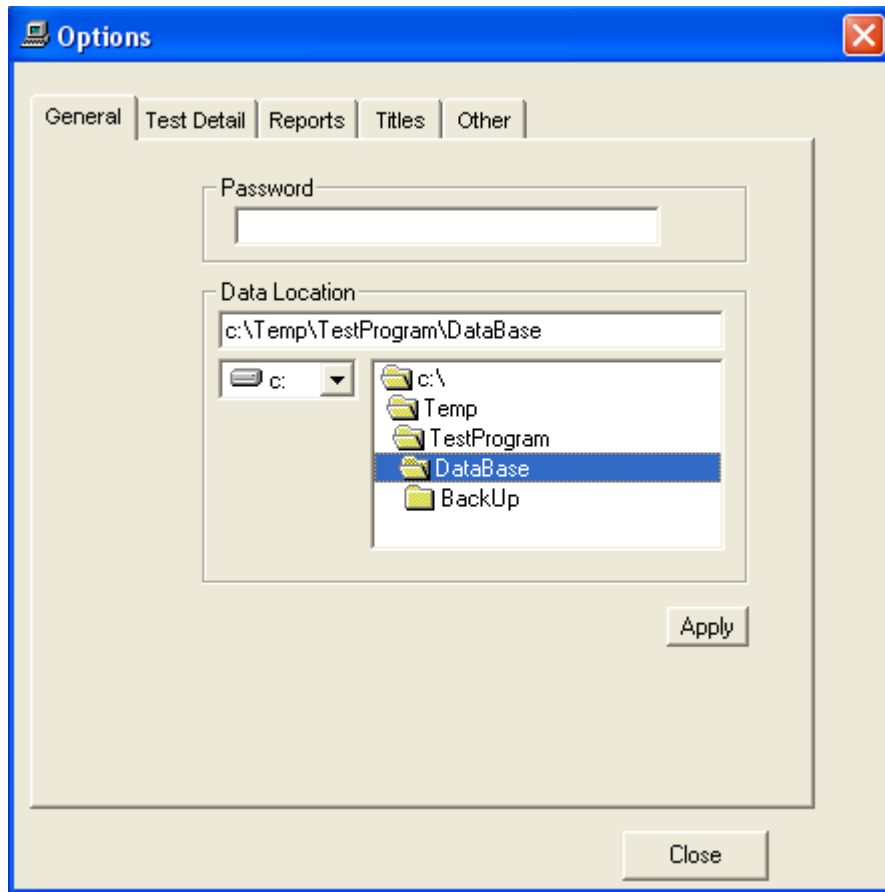 Options
General Test Detail Reports Titles Other
Password
Data Location
c:\Temp\TestProgram\DataBase
c:
c:\
Temp
TestProgram
DataBase
BackUp
Apply
Close